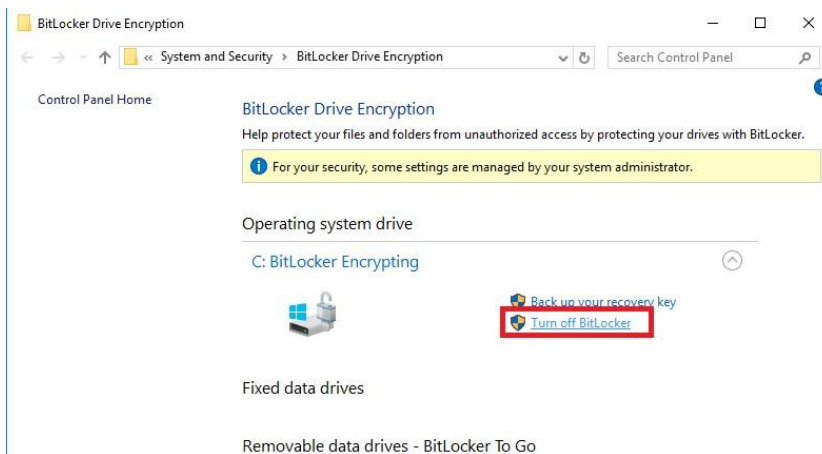 BitLocker Drive Encryption
« System and Security › BitLocker Drive Encryption
Search Control Panel
Control Panel Home
BitLocker Drive Encryption
Help protect your files and folders from unauthorized access by protecting your drives with BitLocker.
For your security, some settings are managed by your system administrator.
Operating system drive
C: BitLocker Encrypting
Back up your recovery key
Turn off BitLocker
Fixed data drives
Removable data drives - BitLocker To Go